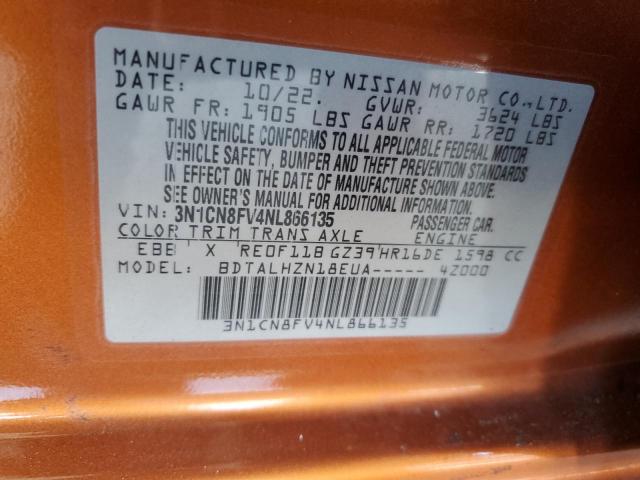 MANUFACTURED BY NISSAN MOTOR CO.,LTD.
DATE: 10/22. GVWR: 3624 LBS
GAWR FR: 1905 LBS GAWR RR: 1720 LBS
THIS VEHICLE CONFORMS TO ALL APPLICABLE FEDERAL MOTOR
VEHICLE SAFETY, BUMPER AND THEFT PREVENTION STANDARDS
IN EFFECT ON THE DATE OF MANUFACTURE SHOWN ABOVE.
SEE OWNER'S MANUAL FOR ADDITIONAL INFORMATION.
VIN: 3N1CN8FV4NL866135 PASSENGER CAR.
COLOR TRIM TRANS AXLE ENGINE
EBB X RE0F11B GZ39 HR16DE 1598 CC
MODEL: BDTALHZN18EUA----- 4Z000
3N1CN8FV4NL866135